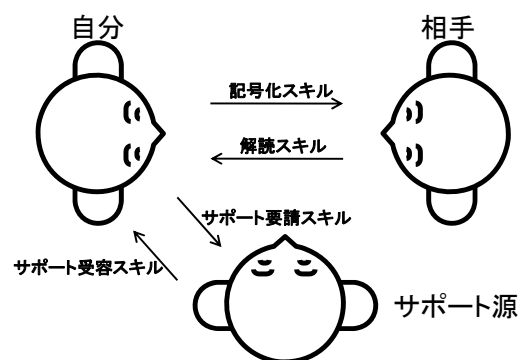 自分
相手
記号化スキル
解読スキル
サポート要請スキル
サポート受容スキル
サポート源